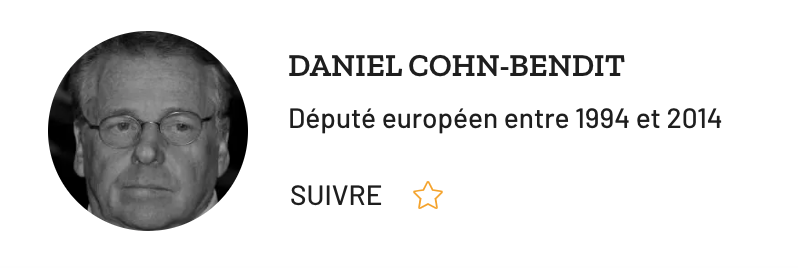 DANIEL COHN-BENDIT
Député européen entre 1994 et 2014
SUIVRE